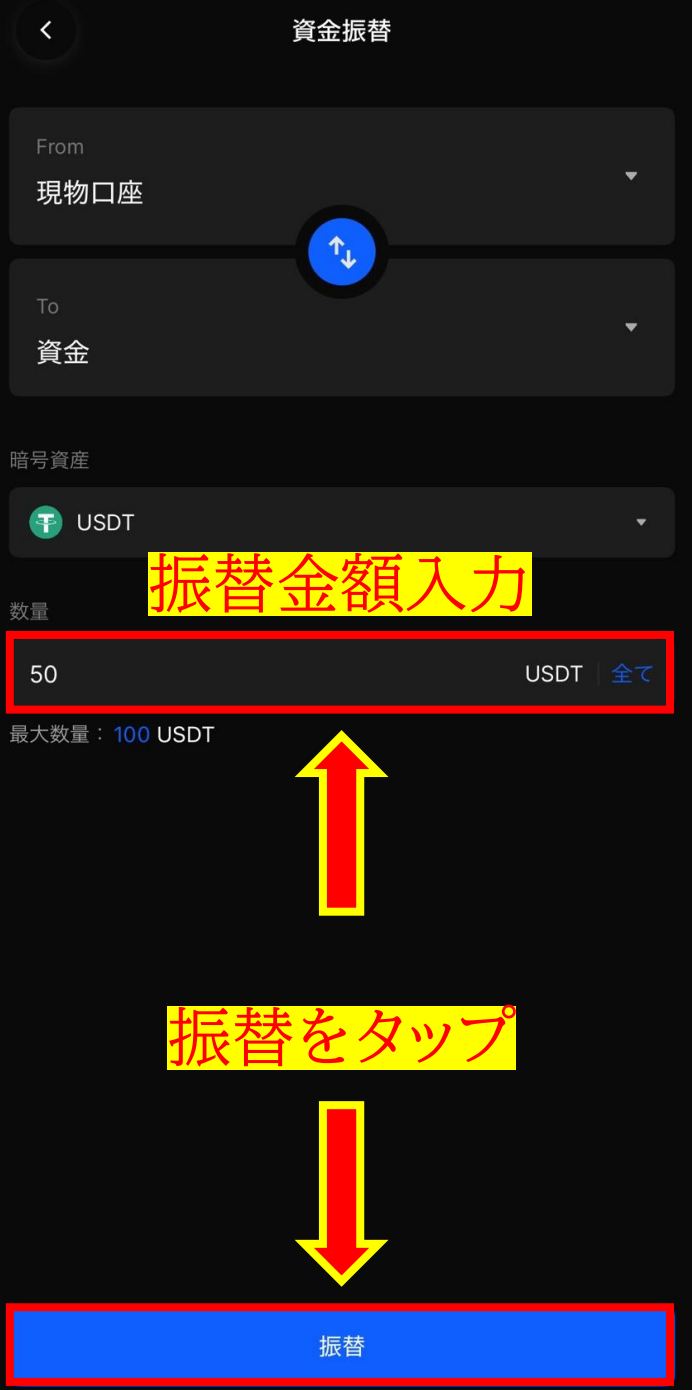 資金振替
From
現物口座
To
資金
暗号資産
USDT
振替金額入力
数量
50 USDT 全て
最大数量：100 USDT
振替をタップ
振替